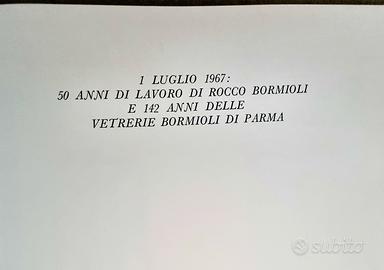 1 LUGLIO 1967:
50 ANNI DI LAVORO DI ROCCO BORMIOLI
E 142 ANNI DELLE
VETRERIE BORMIOLI DI PARMA
subito